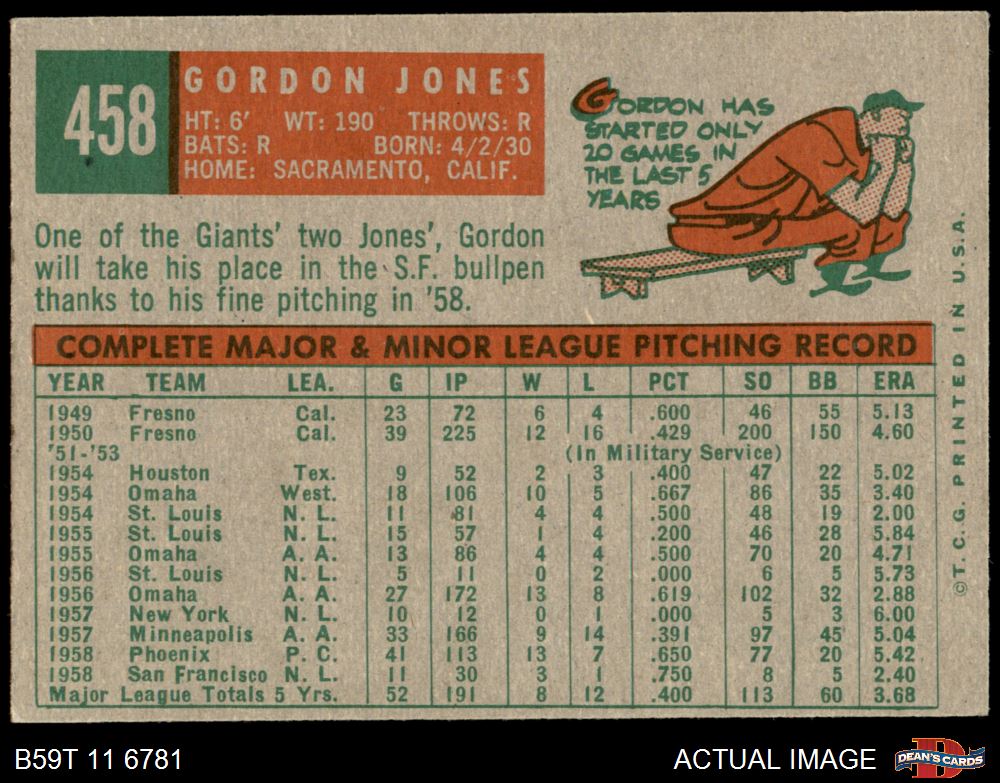 458
GORDON JONES
HT: 6' WT: 190 THROWS: R
BATS: R BORN: 4/2/30
HOME: SACRAMENTO, CALIF.
GORDON HAS
STARTED ONLY
20 GAMES IN
THE LAST 5
YEARS
One of the Giants' two Jones', Gordon
will take his place in the S.F. bullpen
thanks to his fine pitching in '58.
COMPLETE MAJOR & MINOR LEAGUE PITCHING RECORD
YEAR TEAM LEA. G IP W L PCT SO BB ERA
1949 Fresno Cal. 23 72 6 4 .600 46 55 5.13
1950 Fresno Cal. 39 225 12 16 .429 200 150 4.60
'51-'53 (In Military Service)
1954 Houston Tex. 9 52 2 3 .400 47 22 5.02
1954 Omaha West. 18 106 10 5 .667 86 35 3.40
1954 St. Louis N. L. 11 81 4 4 .500 48 19 2.00
1955 St. Louis N. L. 15 57 1 4 .200 46 28 5.84
1955 Omaha A. A. 13 86 4 4 .500 70 20 4.71
1956 St. Louis N. L. 5 11 0 2 .000 6 5 5.73
1956 Omaha A. A. 27 172 13 8 .619 102 32 2.88
1957 New York N. L. 10 12 0 1 .000 5 3 6.00
1957 Minneapolis A. A. 33 166 9 14 .391 97 45 5.04
1958 Phoenix P. C. 41 113 13 7 .650 77 20 5.42
1958 San Francisco N. L. 11 30 3 1 .750 8 5 2.40
Major League Totals 5 Yrs. 52 191 8 12 .400 113 60 3.68
©T. C. G. PRINTED IN U.S.A.
B59T 11 6781
ACTUAL IMAGE
D
DEAN'S CARDS